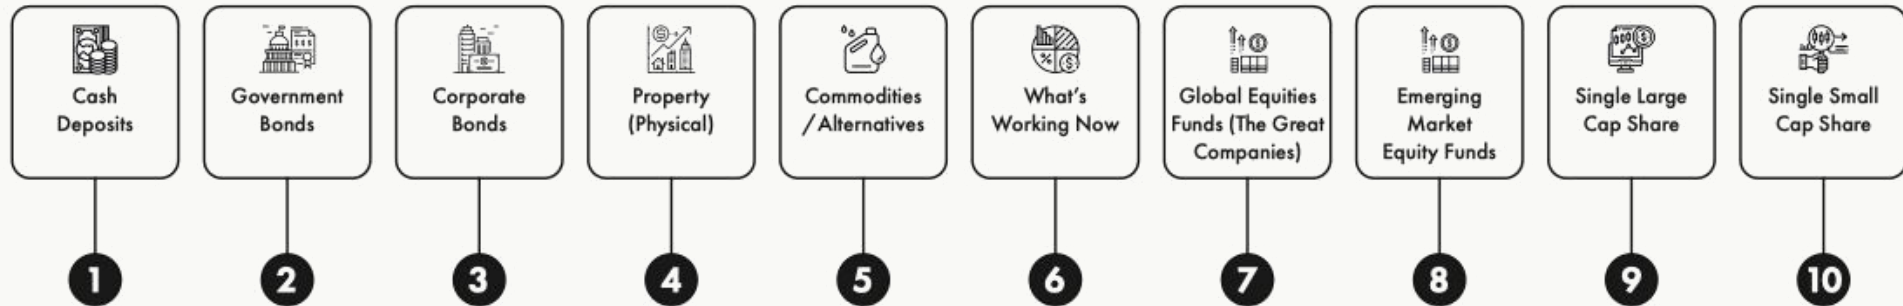 Cash
Deposits
Government
Bonds
Corporate
Bonds
Property
(Physical)
Commodities
/Alternatives
What's
Working Now
Global Equities
Funds (The Great
Companies)
Emerging
Market
Equity Funds
Single Large
Cap Share
Single Small
Cap Share
1
2
3
4
5
6
7
8
9
10